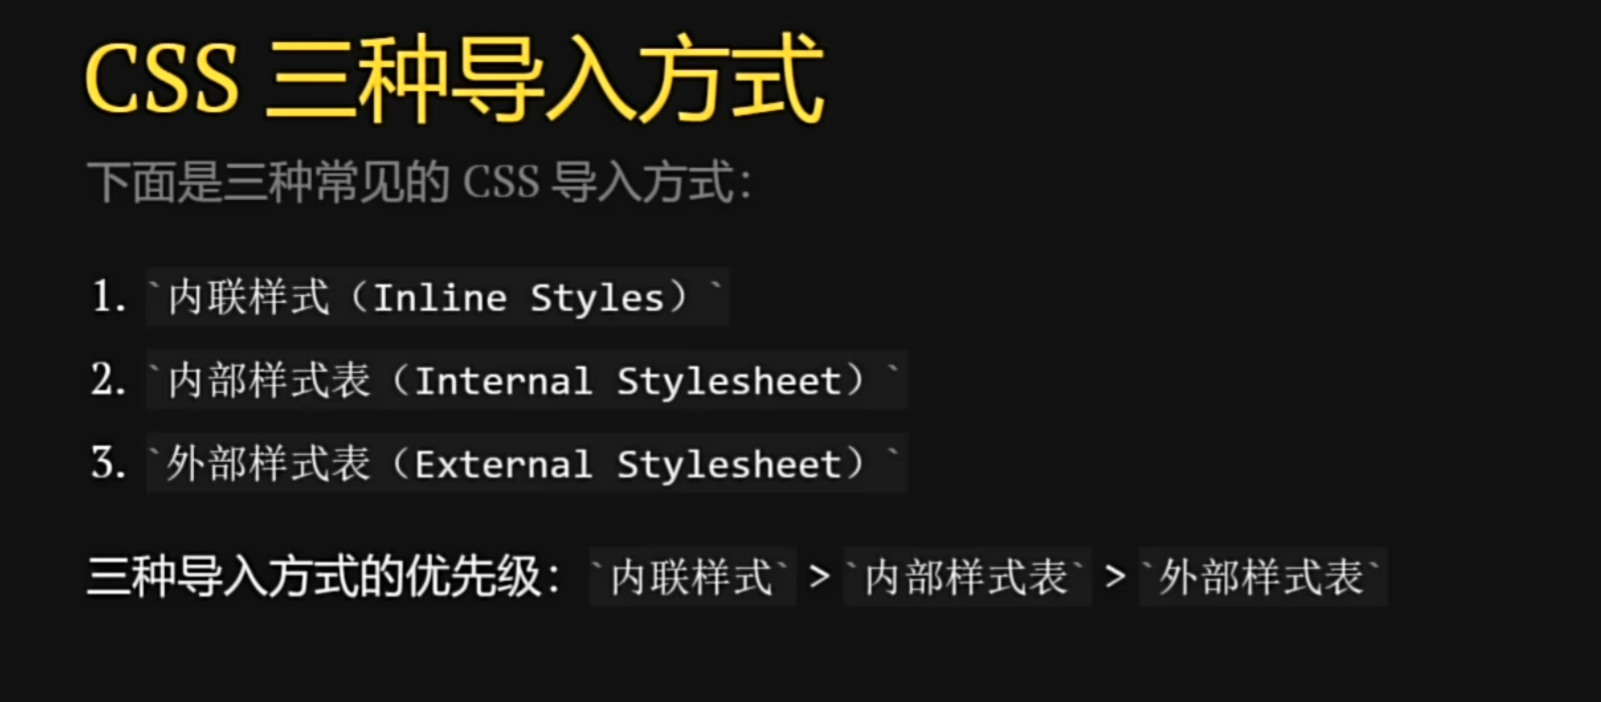 CSS 三种导入方式
下面是三种常见的 CSS 导入方式：
1. `内联样式（Inline Styles）`
2. `内部样式表（Internal Stylesheet）`
3. `外部样式表（External Stylesheet）`
三种导入方式的优先级：`内联样式` > `内部样式表` > `外部样式表`